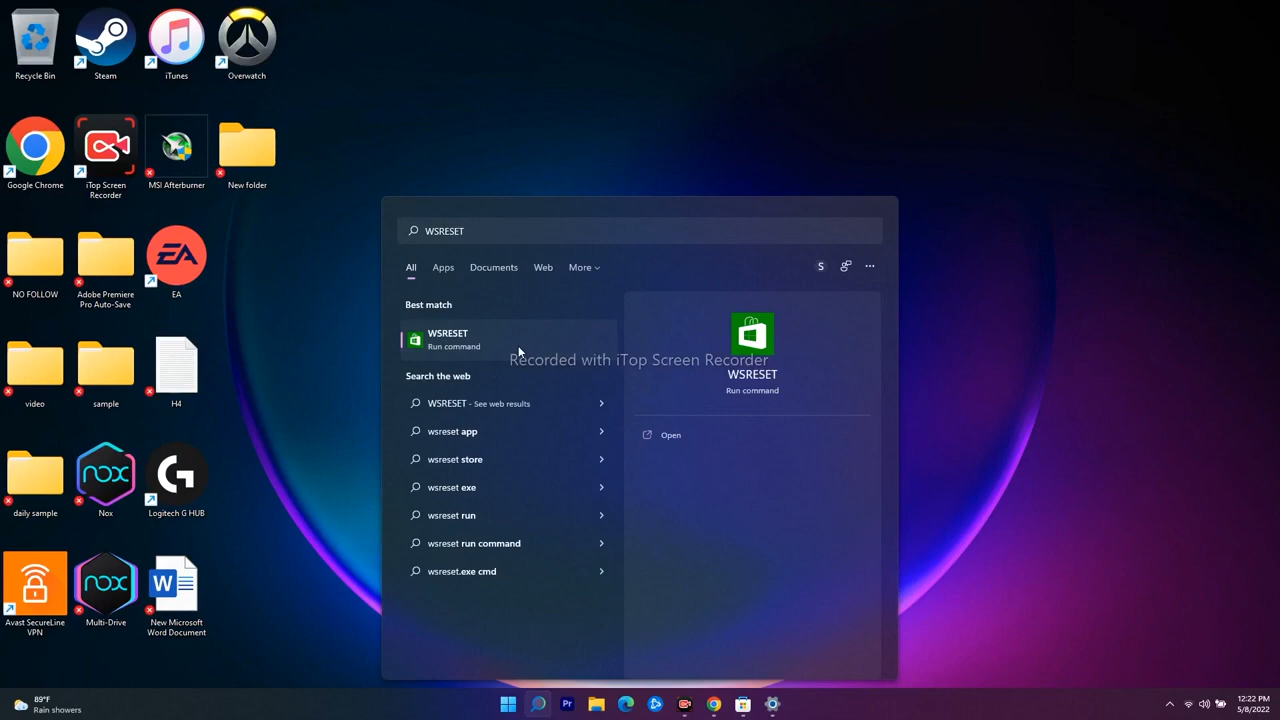 Recycle Bin
Steam
iTunes
Overwatch
Google Chrome
iTop Screen
Recorder
MSI Afterburner
New folder
NO FOLLOW
Adobe Premiere
Pro Auto-Save
EA
EA
video
sample
H4
daily sample
nox
Nox
Logitech G HUB
Avast SecureLine
VPN
nox
Multi-Drive
W
New Microsoft
Word Document
WSRESET
All
Apps
Documents
Web
More
S
Best match
WSRESET
Run command
Search the web
WSRESET - See web results
wsreset app
wsreset store
wsreset exe
wsreset run
wsreset run command
wsreset.exe cmd
Recorded with iTop Screen Recorder
WSRESET
Run command
Open
89°F
Rain showers
Pr
12:22 PM
5/8/2022